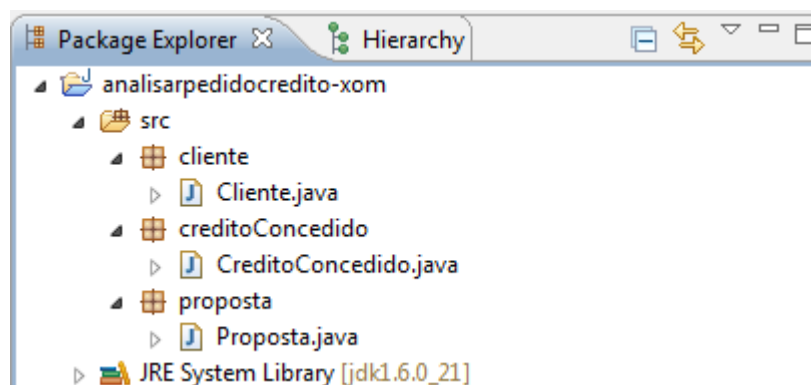 Package Explorer Hierarchy
analisarpedidocredito-xom
src
cliente
Cliente.java
creditoConcedido
CreditoConcedido.java
proposta
Proposta.java
JRE System Library [jdk1.6.0_21]